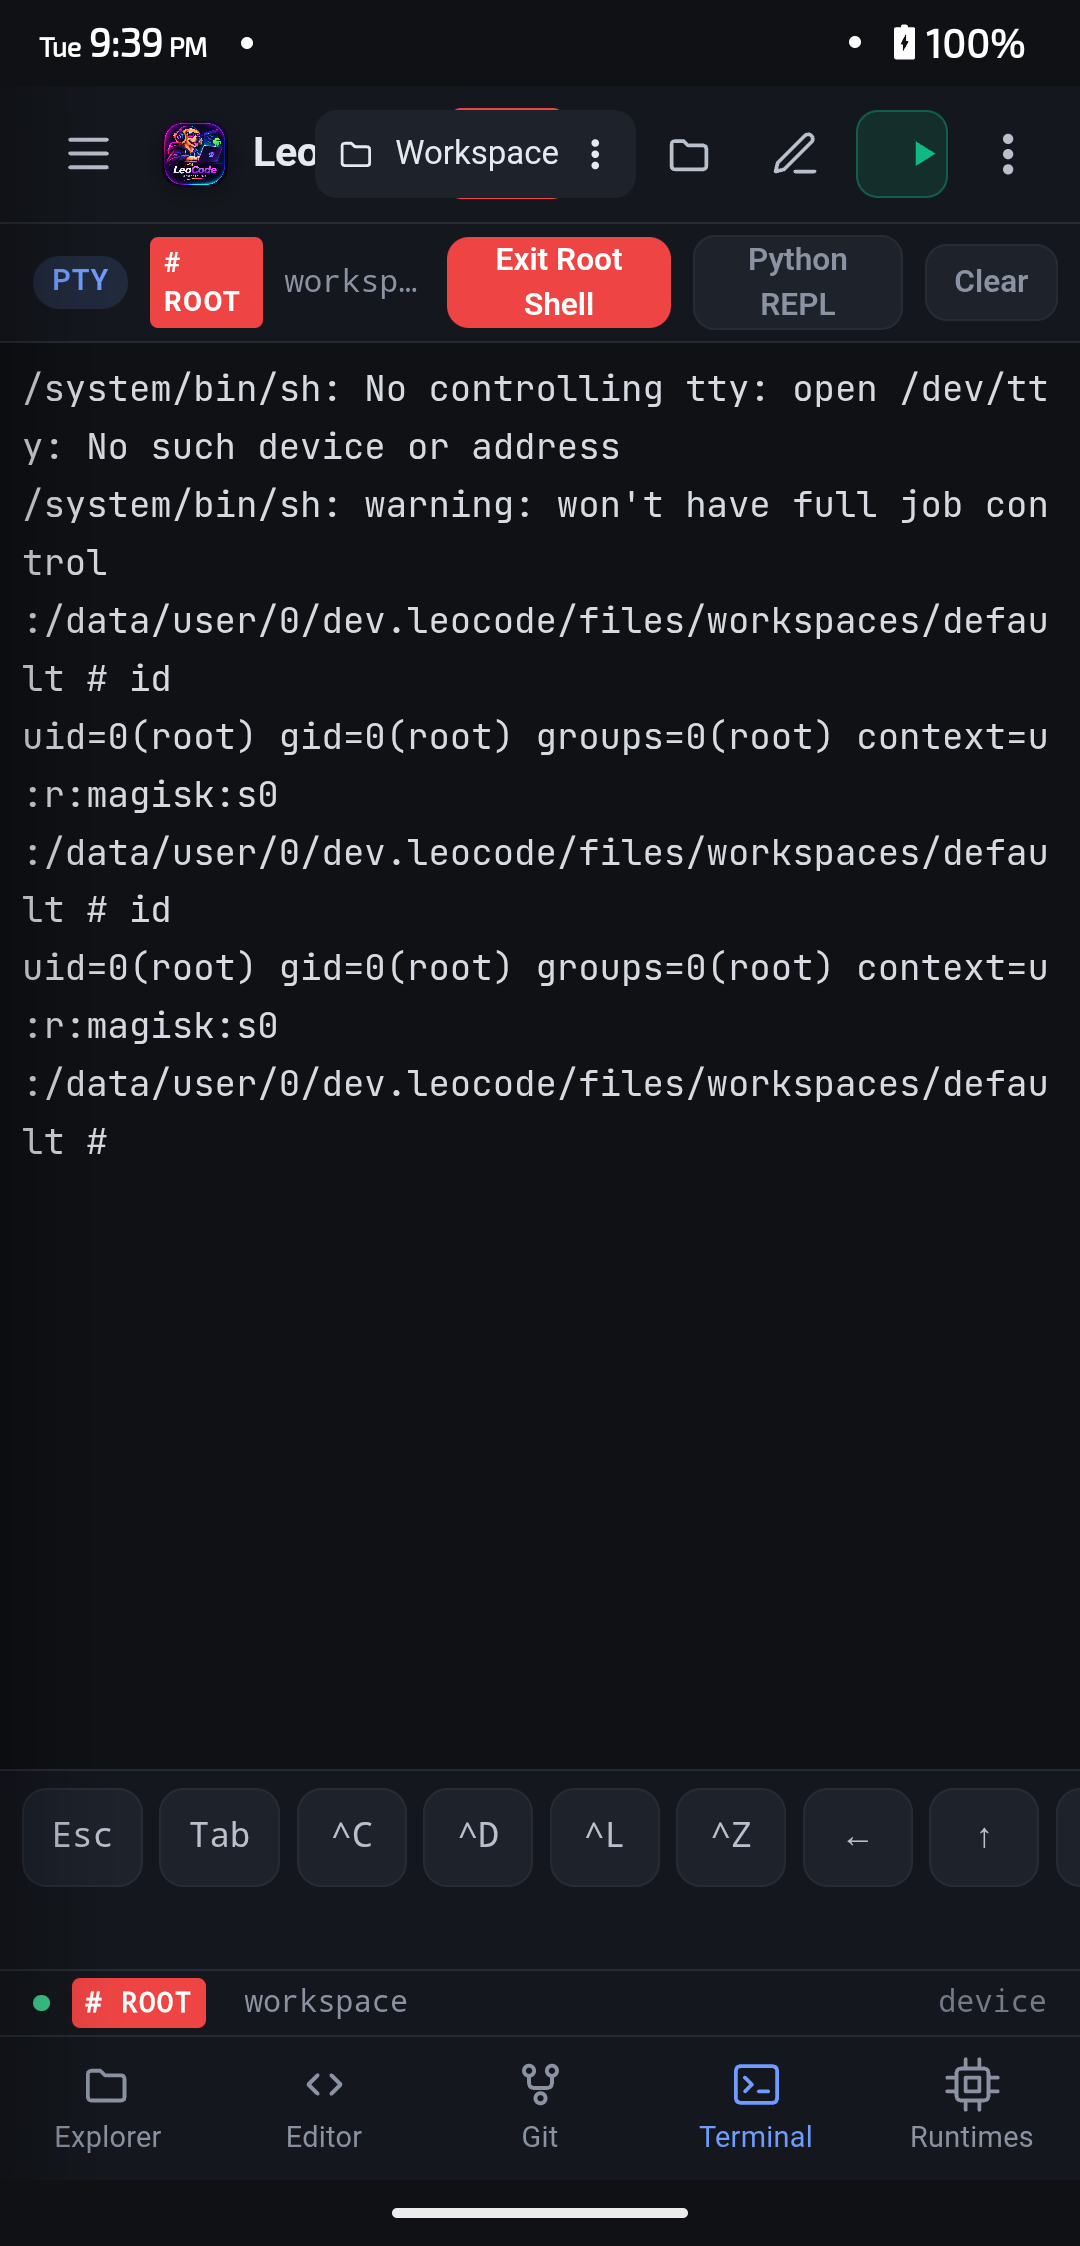 Tue 9:39 PM
100%
Leo
Workspace
PTY
# ROOT
worksp…
Exit Root Shell
Python REPL
Clear
/system/bin/sh: No controlling tty: open /dev/tt
y: No such device or address
/system/bin/sh: warning: won't have full job con
trol
:/data/user/0/dev.leocode/files/workspaces/defau
lt # id
uid=0(root) gid=0(root) groups=0(root) context=u
:r:magisk:s0
:/data/user/0/dev.leocode/files/workspaces/defau
lt # id
uid=0(root) gid=0(root) groups=0(root) context=u
:r:magisk:s0
:/data/user/0/dev.leocode/files/workspaces/defau
lt #
Esc Tab ^C ^D ^L ^Z ← ↑
# ROOT workspace device
Explorer Editor Git Terminal Runtimes